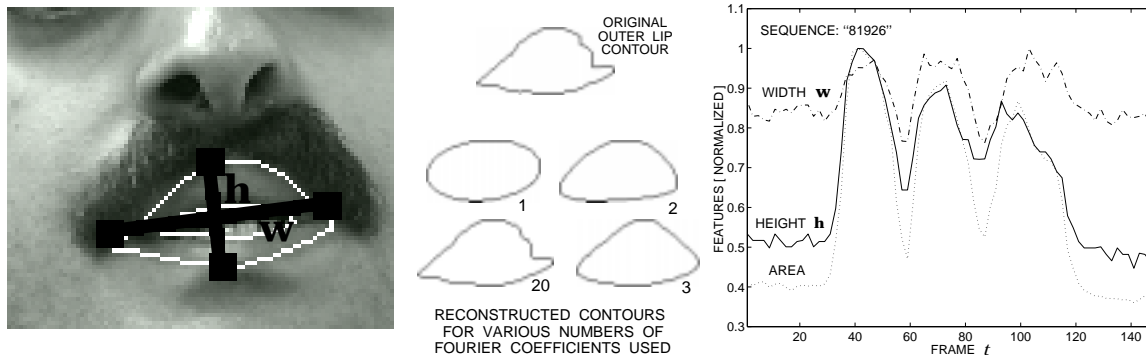 h
w
ORIGINAL
OUTER LIP
CONTOUR
1
2
20
3
RECONSTRUCTED CONTOURS
FOR VARIOUS NUMBERS OF
FOURIER COEFFICIENTS USED
SEQUENCE: “81926”
WIDTH w
HEIGHT h
AREA
FEATURES [ NORMALIZED ]
1.1
1
0.9
0.8
0.7
0.6
0.5
0.4
0.3
20 40 60 80 100 120 140
FRAME t